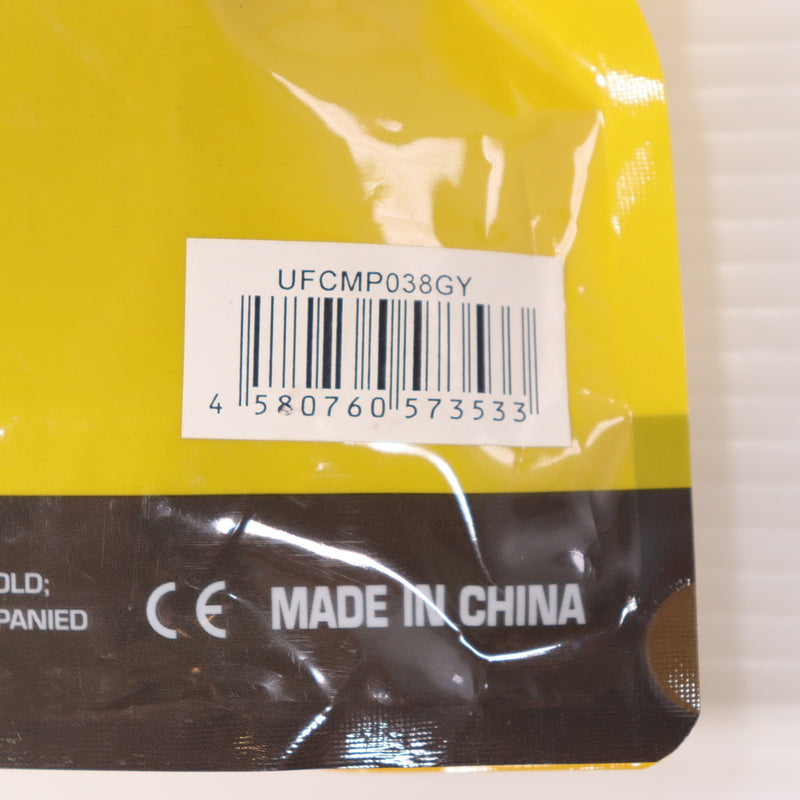 UFCMP038GY
4 580760 573533
OLD;
PANIED
CE MADE IN CHINA